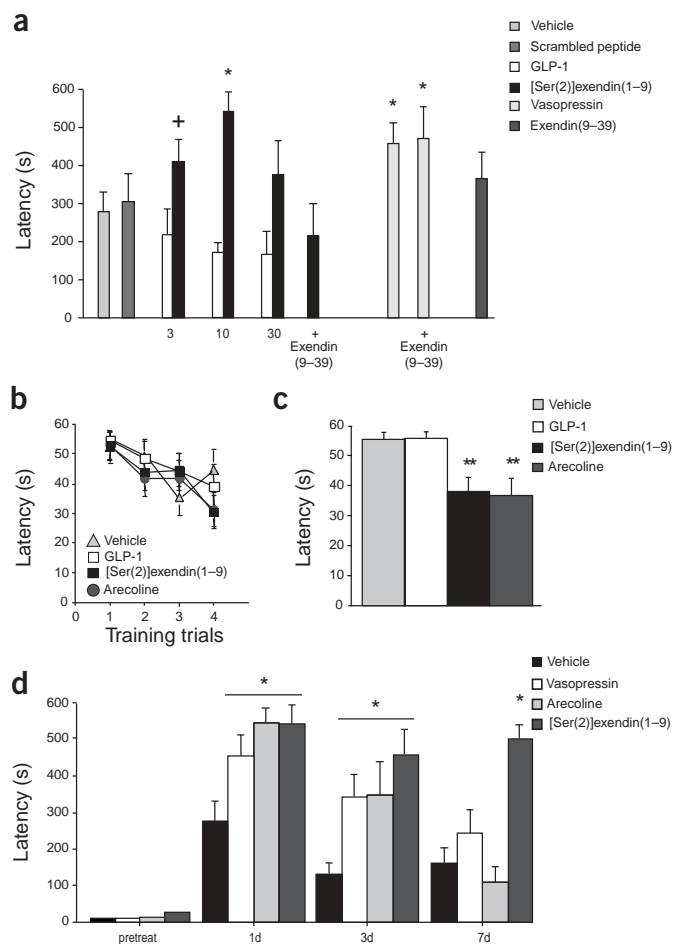 a
Vehicle
Scrambled peptide
GLP-1
[Ser(2)]exendin(1–9)
Vasopressin
Exendin(9–39)
Latency (s)
600
500
400
300
200
100
0
+
*
*
*
3
10
30
+
Exendin
(9–39)
+
Exendin
(9–39)
b
Latency (s)
60
50
40
30
20
10
0
Vehicle
GLP-1
[Ser(2)]exendin(1–9)
Arecoline
0
1
2
3
4
5
Training trials
c
Vehicle
GLP-1
[Ser(2)]exendin(1–9)
Arecoline
Latency (s)
60
50
40
30
20
10
0
**
**
d
Vehicle
Vasopressin
Arecoline
[Ser(2)]exendin(1–9)
Latency (s)
600
500
400
300
200
100
0
*
*
*
pretreat
1d
3d
7d